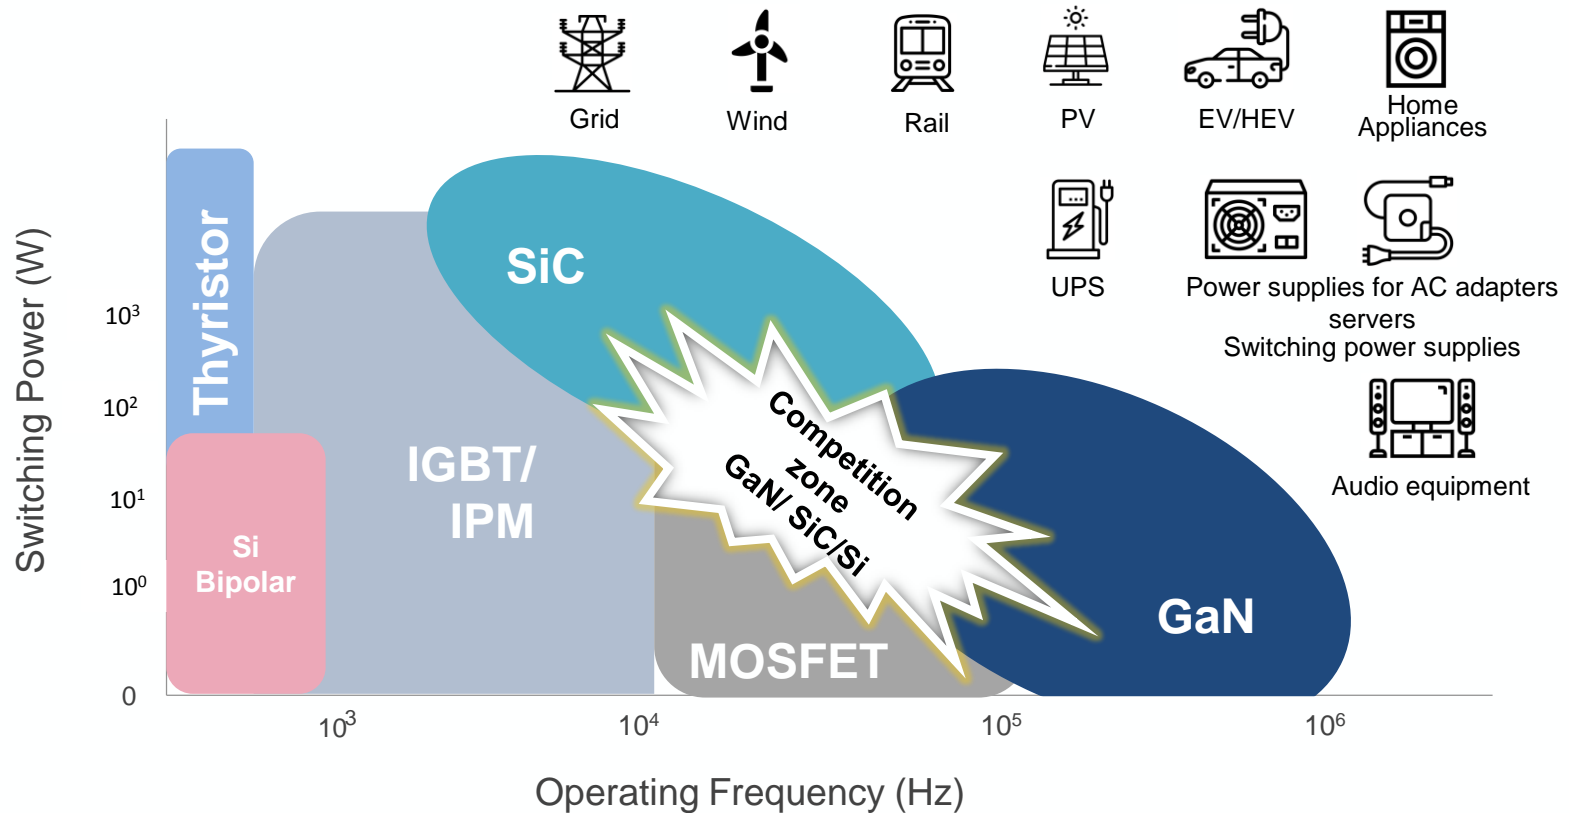 Grid
Wind
Rail
PV
EV/HEV
Home
Appliances
UPS
Power supplies for AC adapters
servers
Switching power supplies
Audio equipment
Switching Power (W)
10³
10²
10¹
10⁰
0
Thyristor
SiC
IGBT/
IPM
Si
Bipolar
Competition
zone
GaN/ SiC/Si
MOSFET
GaN
10³
10⁴
10⁵
10⁶
Operating Frequency (Hz)